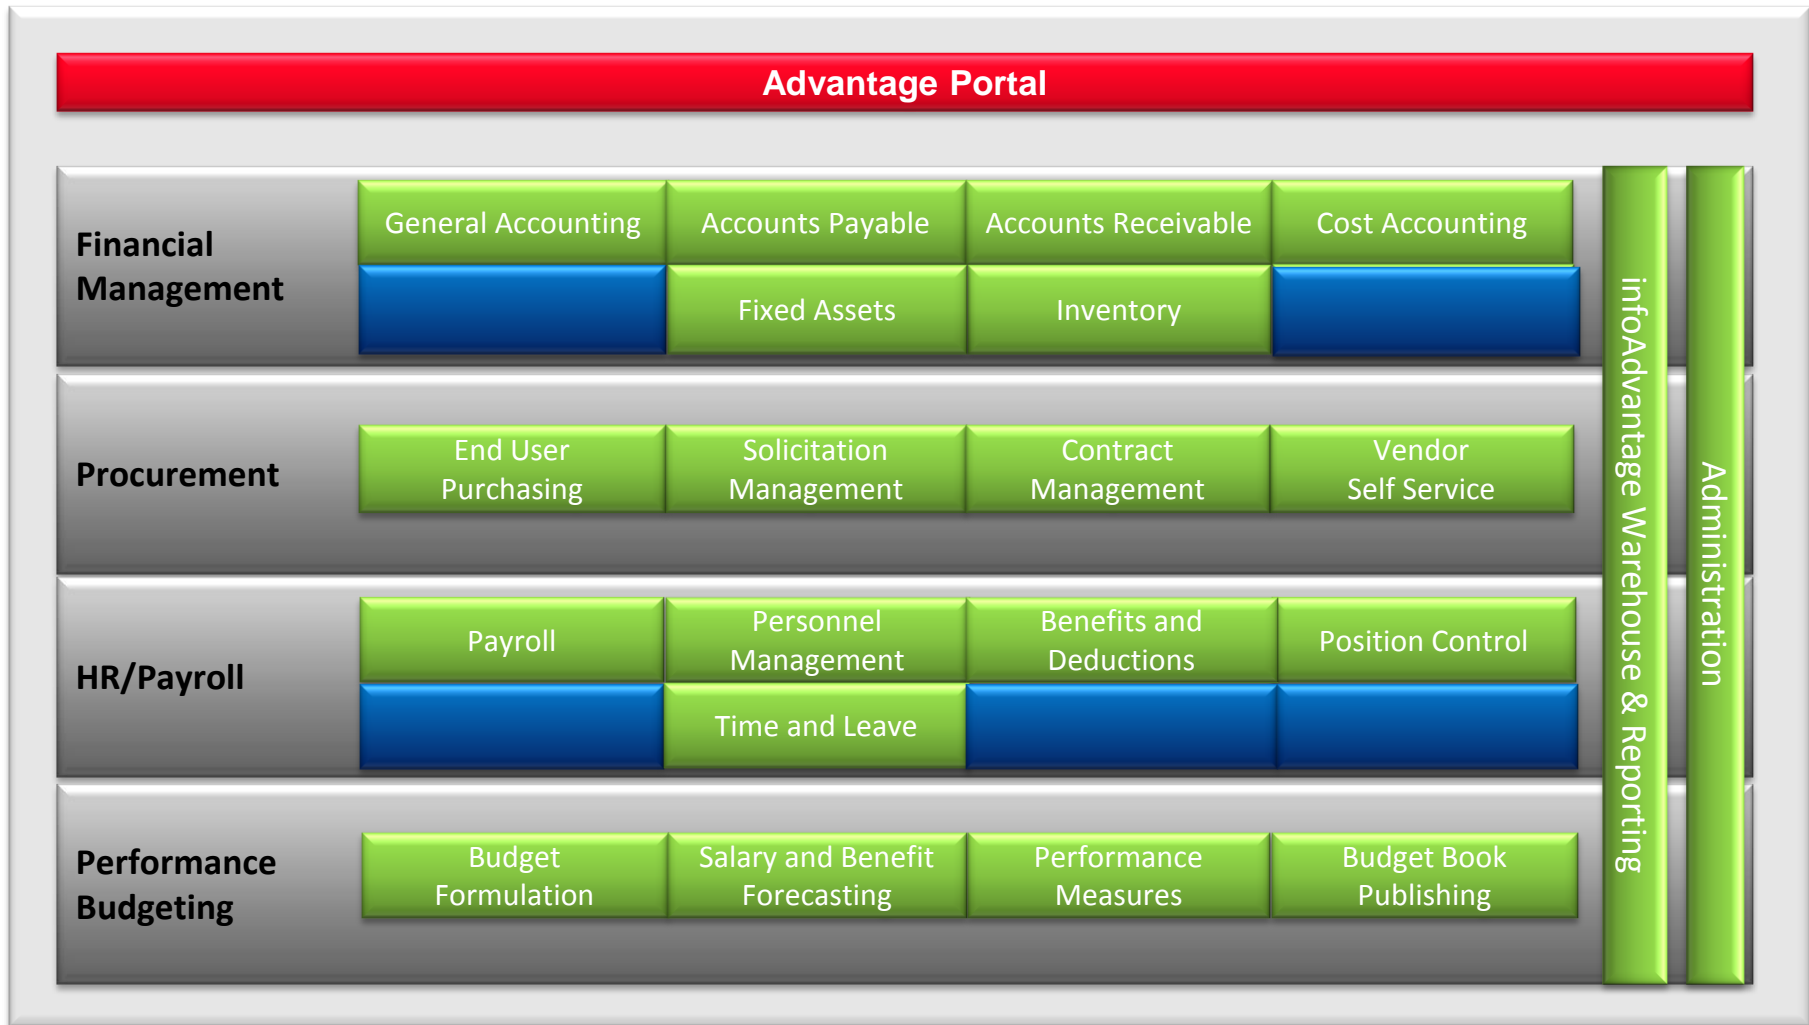 Advantage Portal
Financial
Management
General Accounting
Accounts Payable
Accounts Receivable
Cost Accounting
Fixed Assets
Inventory
Procurement
End User
Purchasing
Solicitation
Management
Contract
Management
Vendor
Self Service
HR/Payroll
Payroll
Personnel
Management
Benefits and
Deductions
Position Control
Time and Leave
Performance
Budgeting
Budget
Formulation
Salary and Benefit
Forecasting
Performance
Measures
Budget Book
Publishing
infoAdvantage Warehouse & Reporting
Administration